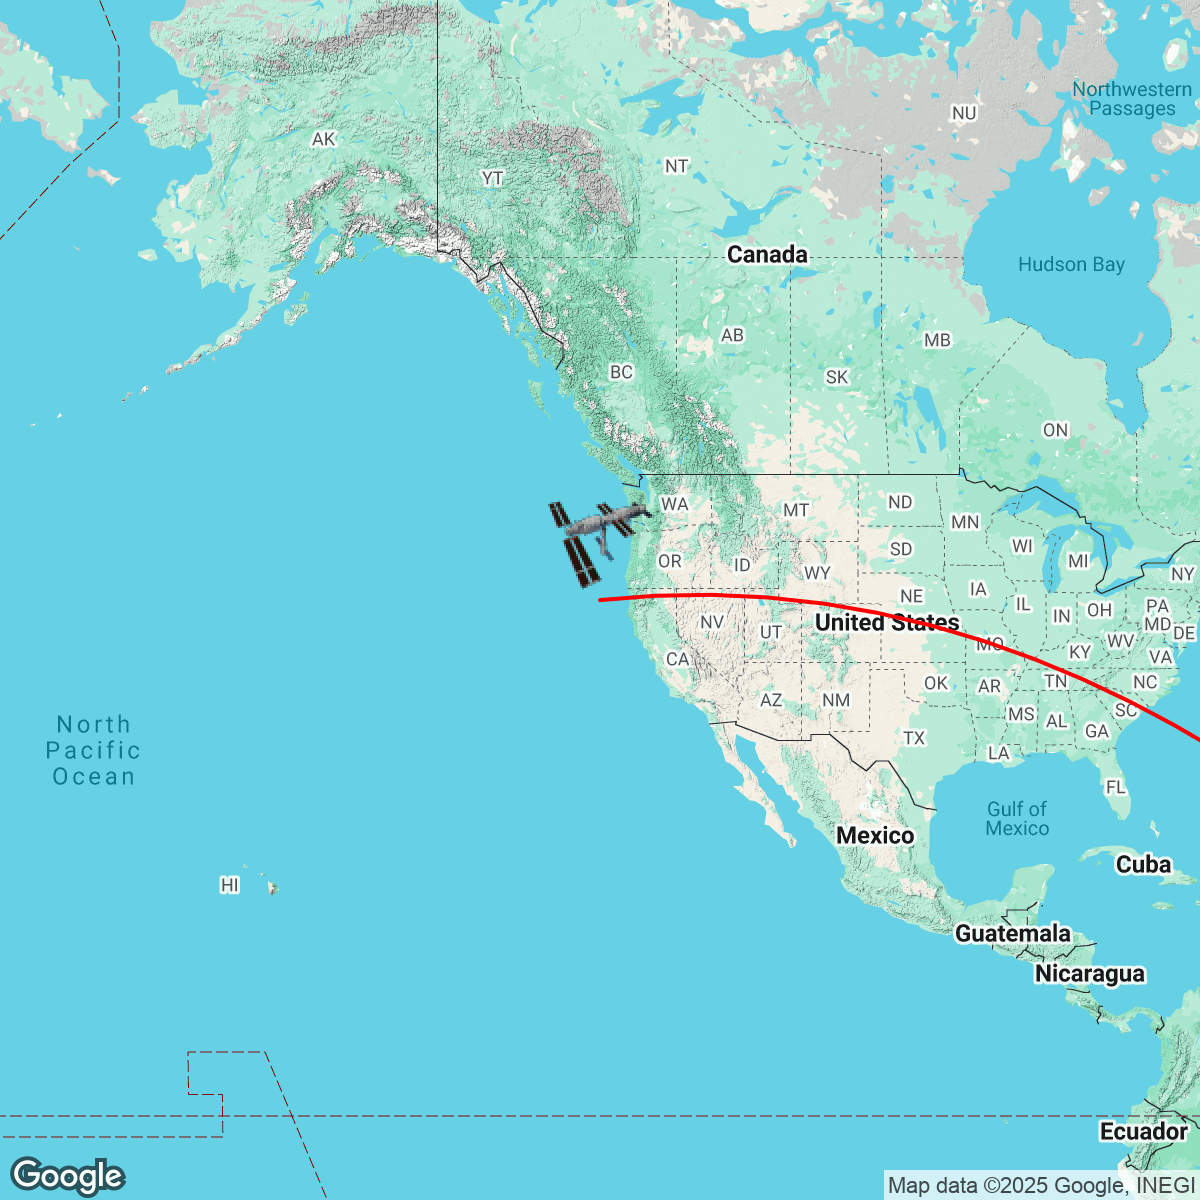 Northwestern
Passages
NU
AK
NT
YT
Canada
Hudson Bay
AB
MB
BC
SK
ON
WA
ND
MT
MN
WI
SD
MI
OR
ID
WY
NY
IA
NE
IL
OH
PA
IN
NV
United States
MD
UT
DE
MO
WV
KY
CA
VA
TN
NC
OK
AR
AZ
NM
SC
MS
AL
GA
North
Pacific
Ocean
TX
LA
FL
Gulf of
Mexico
Mexico
Cuba
HI
Guatemala
Nicaragua
Ecuador
Google
Map data ©2025 Google, INEGI